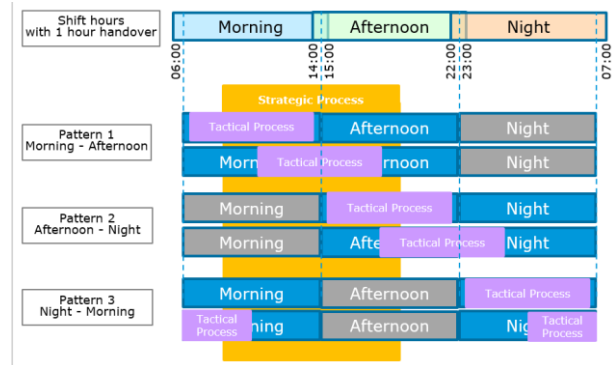 Shift hours
with 1 hour handover
Morning
Afternoon
Night
06:00
14:00
15:00
22:00
23:00
07:00
Strategic Process
Pattern 1
Morning - Afternoon
Tactical Process
Afternoon
Night
Morn
Tactical Process
rnoon
Night
Pattern 2
Afternoon - Night
Morning
Tactical Process
Night
Morning
Afte
Tactical Process
Night
Pattern 3
Night - Morning
Morning
Afternoon
Tactical Process
Tactical
Process
ning
Afternoon
Nig
Tactical
Process